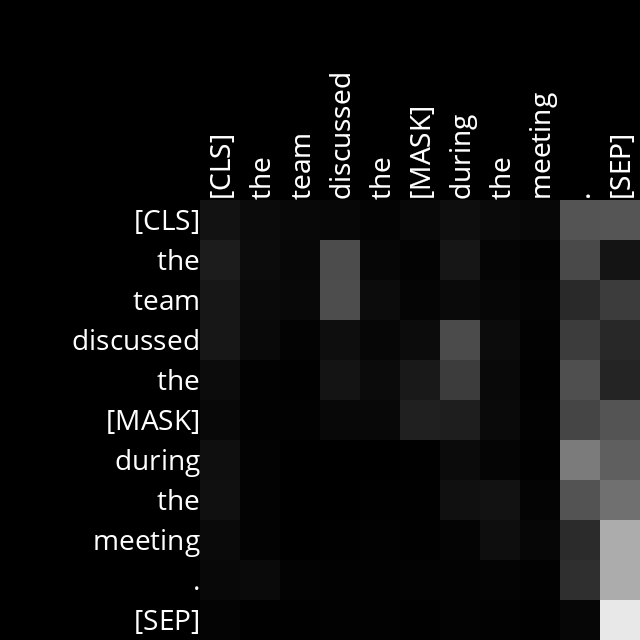 [CLS]
the
team
discussed
the
[MASK]
during
the
meeting
.
[SEP]
[CLS]
the
team
discussed
the
[MASK]
during
the
meeting
.
[SEP]